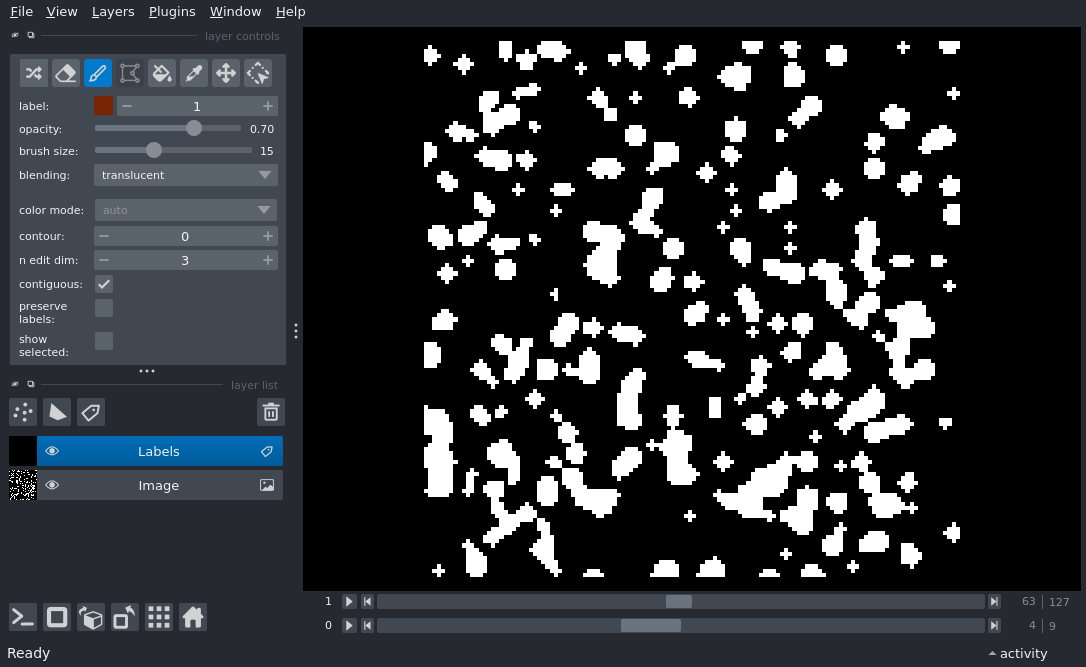 File View Layers Plugins Window Help
layer controls
label: 1
opacity: 0.70
brush size: 15
blending: translucent
color mode: auto
contour: 0
n edit dim: 3
contiguous:
preserve
labels:
show
selected:
layer list
Labels
Image
1 63 127
0 4 9
Ready activity